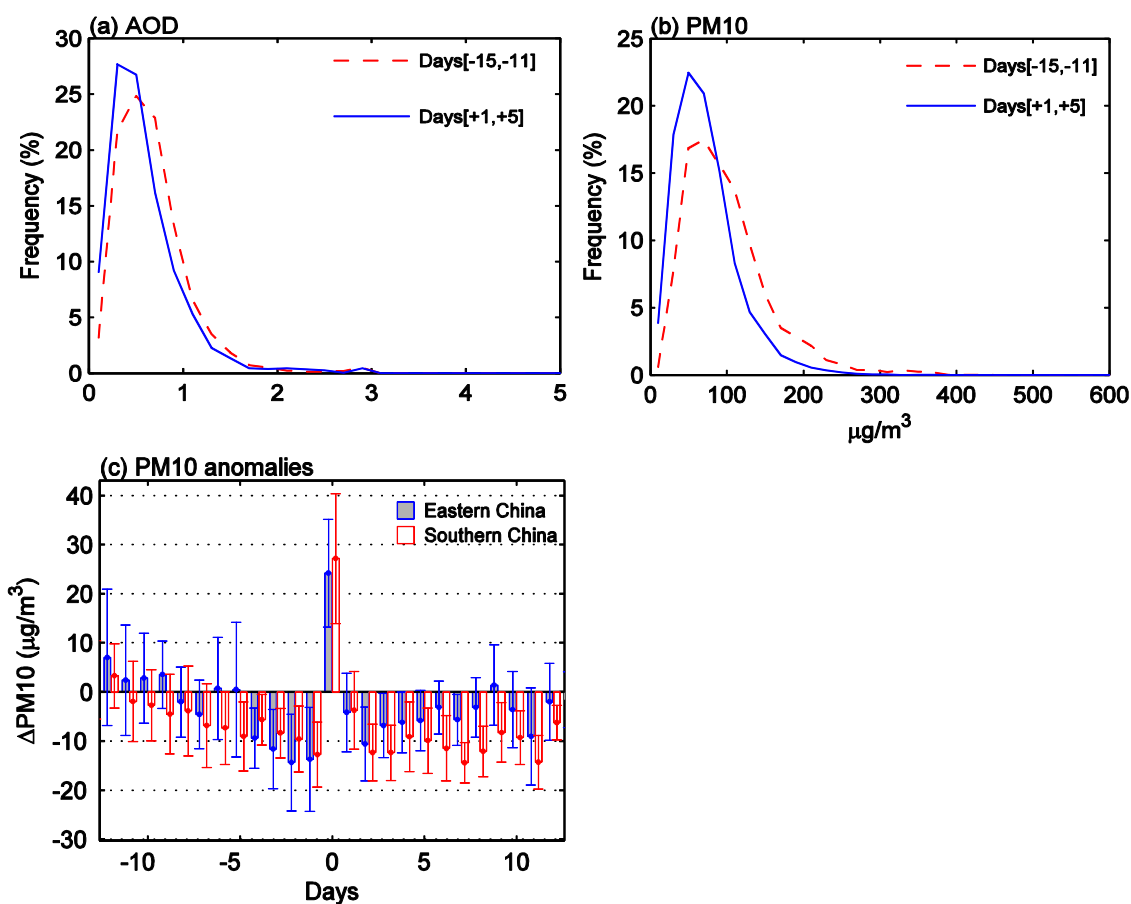 (a) AOD
Frequency (%)
30
25
20
15
10
5
0
0 1 2 3 4 5
Days[-15,-11]
Days[+1,+5]
(b) PM10
Frequency (%)
25
20
15
10
5
0
0 100 200 300 400 500 600
μg/m³
Days[-15,-11]
Days[+1,+5]
(c) PM10 anomalies
ΔPM10 (μg/m³)
40
30
20
10
0
-10
-20
-30
-10 -5 0 5 10
Days
Eastern China
Southern China